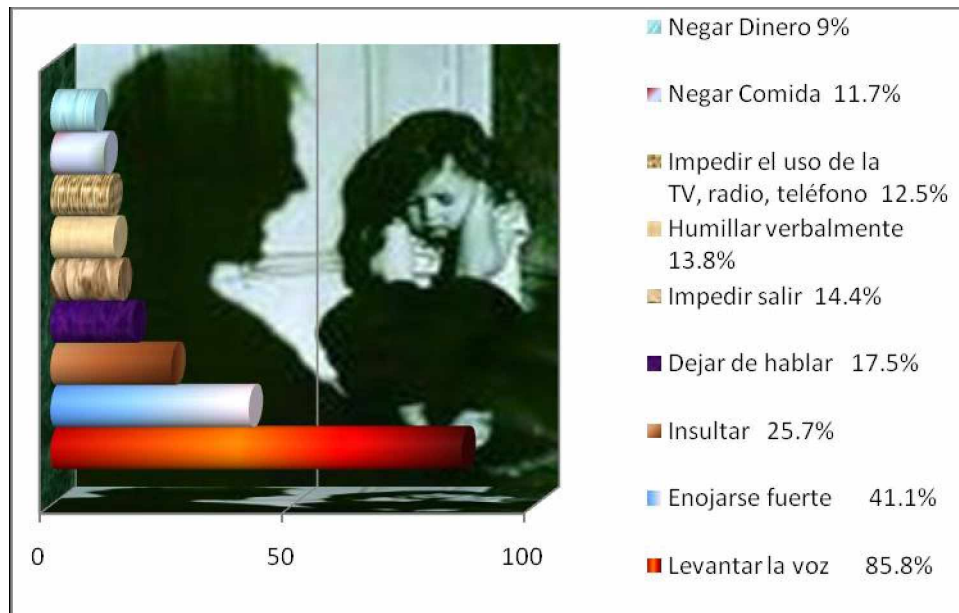 Negar Dinero 9%
Negar Comida 11.7%
Impedir el uso de la
TV, radio, teléfono 12.5%
Humillar verbalmente
13.8%
Impedir salir 14.4%
Dejar de hablar 17.5%
Insultar 25.7%
Enojarse fuerte 41.1%
Levantar la voz 85.8%
0 50 100